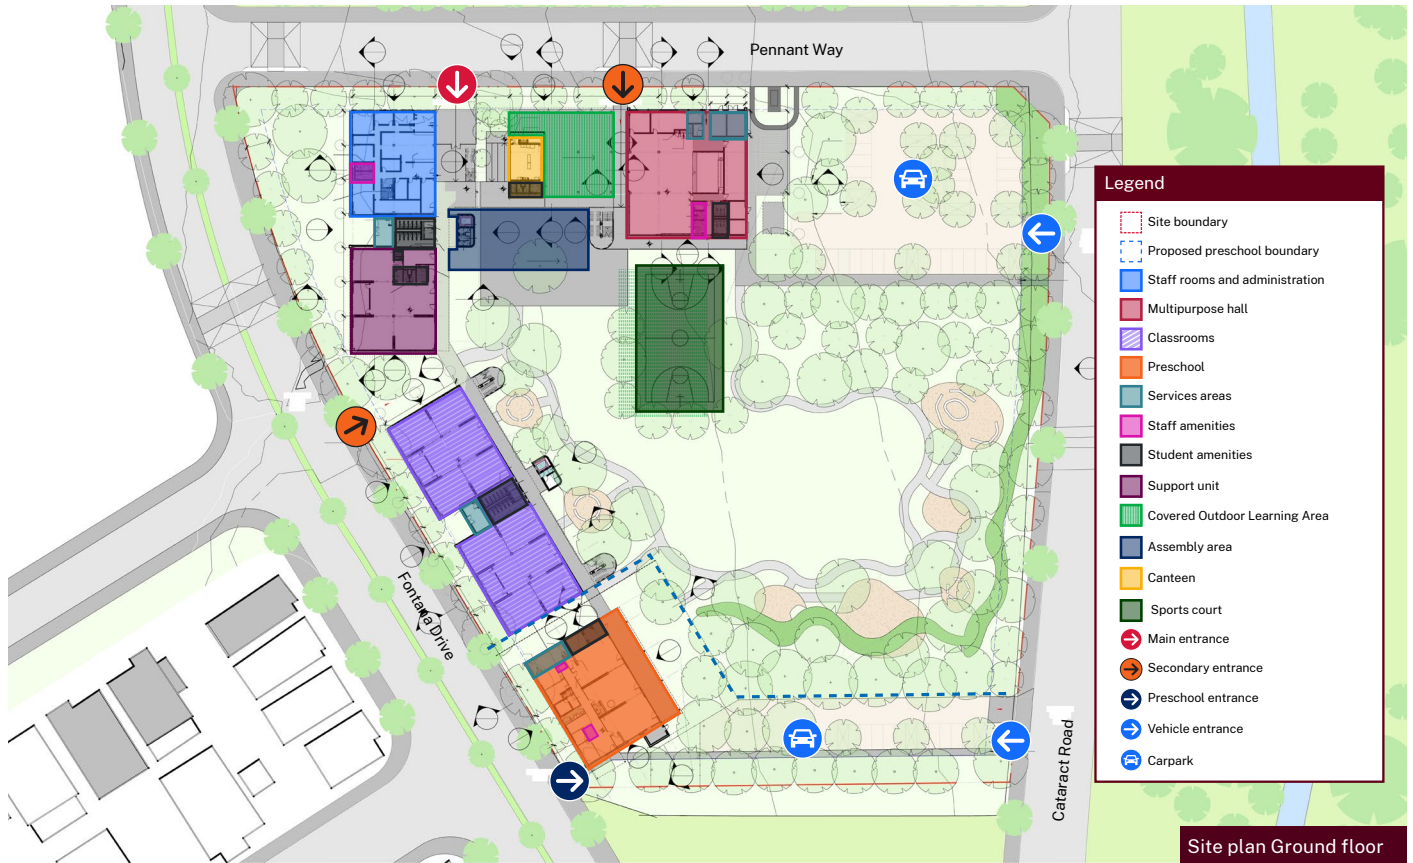 Pennant Way
Legend
Site boundary
Proposed preschool boundary
Staff rooms and administration
Multipurpose hall
Classrooms
Preschool
Services areas
Staff amenities
Student amenities
Support unit
Covered Outdoor Learning Area
Assembly area
Canteen
Sports court
Main entrance
Secondary entrance
Preschool entrance
Vehicle entrance
Carpark
Fontana Drive
Cataract Road
Site plan Ground floor